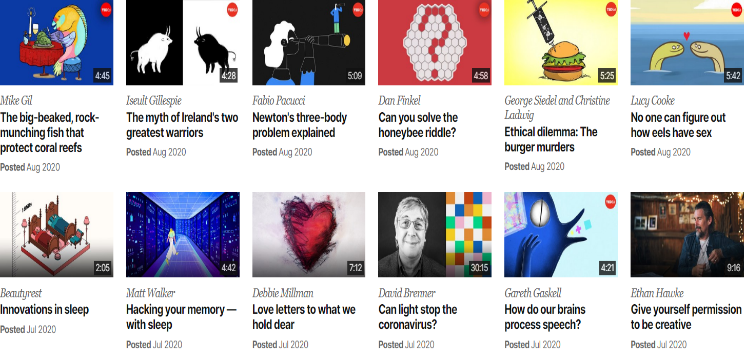 4:45
4:28
5:09
4:58
5:25
5:42
Mike Gil
The big-beaked, rock-
munching fish that
protect coral reefs
Posted Aug 2020
Iseult Gillespie
The myth of Ireland's two
greatest warriors
Posted Aug 2020
Fabio Pacucci
Newton's three-body
problem explained
Posted Aug 2020
Dan Finkel
Can you solve the
honeybee riddle?
Posted Aug 2020
George Siedel and Christine
Ladwig
Ethical dilemma: The
burger murders
Posted Aug 2020
Lucy Cooke
No one can figure out
how eels have sex
Posted Aug 2020
2:05
4:42
7:12
30:15
4:21
9:16
Beautyrest
Innovations in sleep
Posted Jul 2020
Matt Walker
Hacking your memory —
with sleep
Posted Jul 2020
Debbie Millman
Love letters to what we
hold dear
Posted Jul 2020
David Brenner
Can light stop the
coronavirus?
Posted Jul 2020
Gareth Gaskell
How do our brains
process speech?
Posted Jul 2020
Ethan Hawke
Give yourself permission
to be creative
Posted Jul 2020